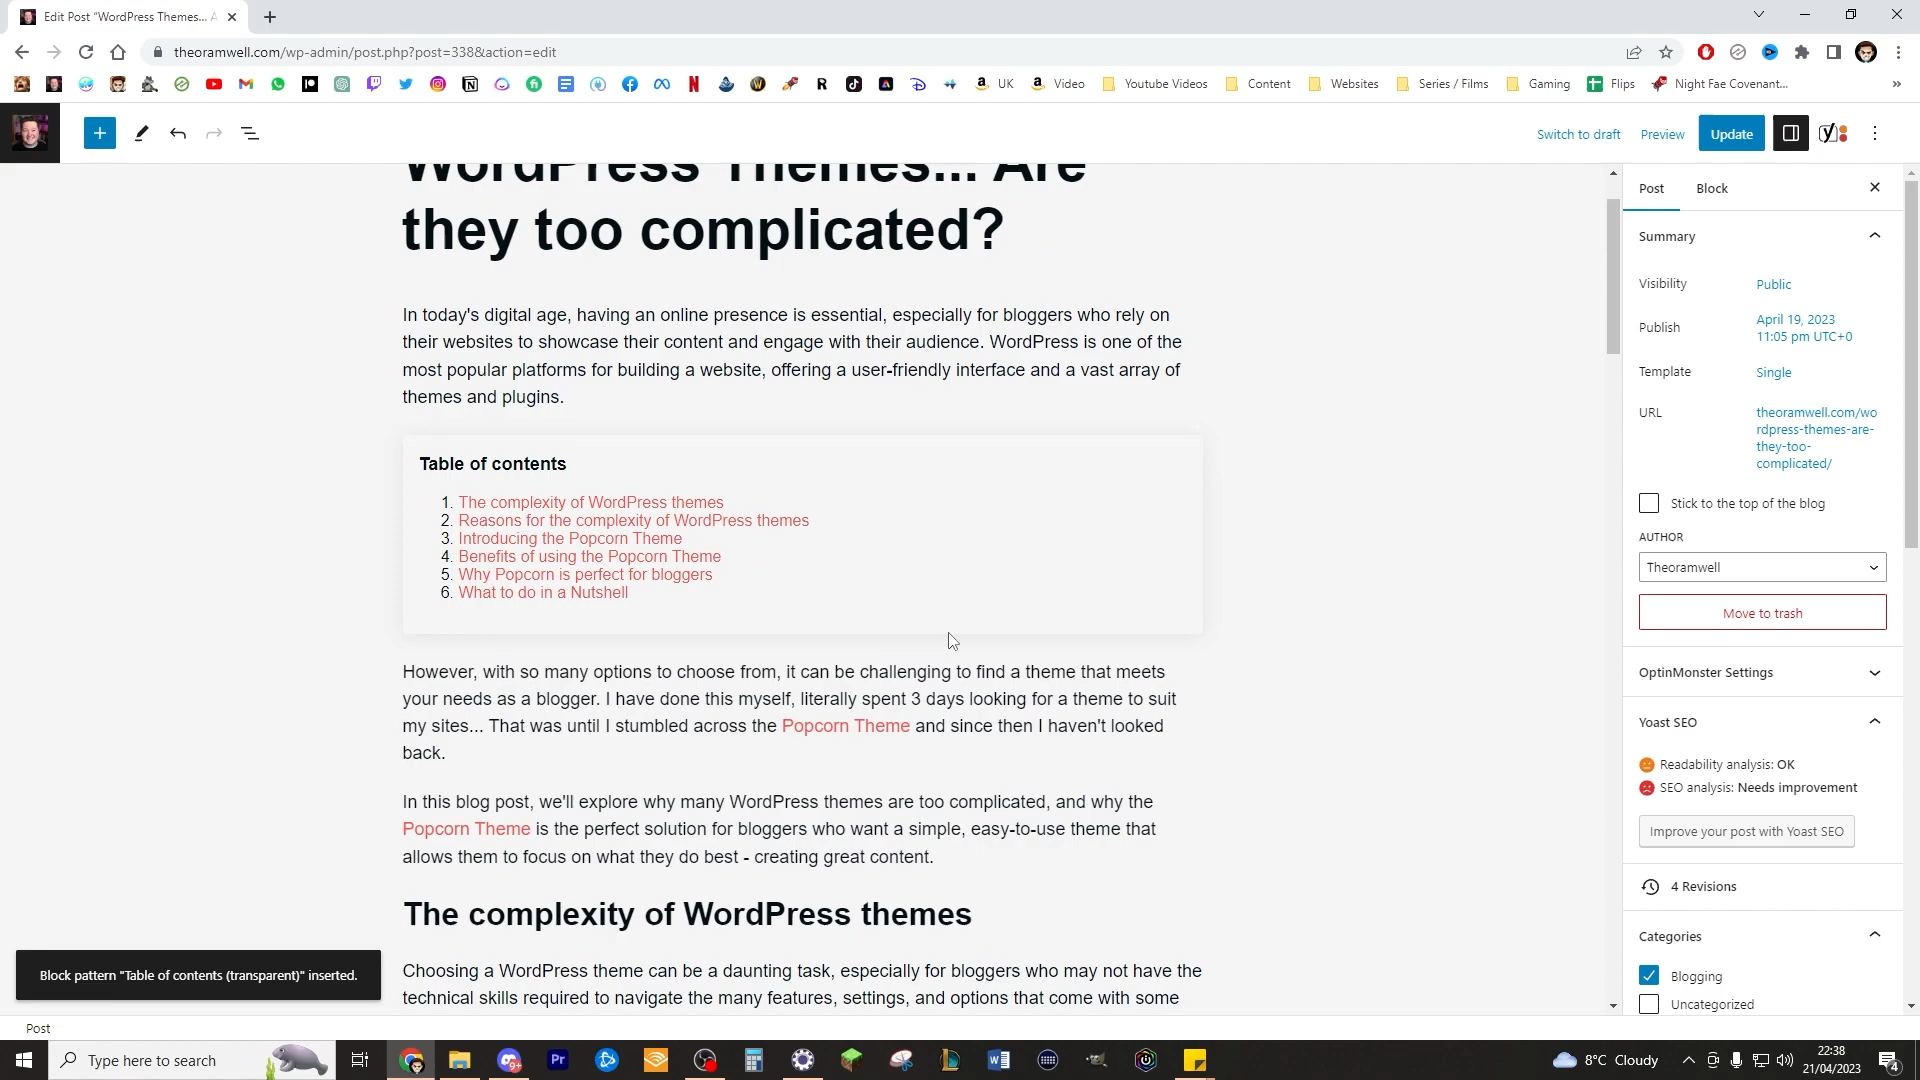 Edit Post “WordPress Themes... A
theoramwell.com/wp-admin/post.php?post=338&action=edit
UK
Video
Youtube Videos
Content
Websites
Series / Films
Gaming
Flips
Night Fae Covenant...
Switch to draft
Preview
Update
WordPress Themes... Are
they too complicated?
In today's digital age, having an online presence is essential, especially for bloggers who rely on
their websites to showcase their content and engage with their audience. WordPress is one of the
most popular platforms for building a website, offering a user-friendly interface and a vast array of
themes and plugins.
Table of contents
1. The complexity of WordPress themes
2. Reasons for the complexity of WordPress themes
3. Introducing the Popcorn Theme
4. Benefits of using the Popcorn Theme
5. Why Popcorn is perfect for bloggers
6. What to do in a Nutshell
However, with so many options to choose from, it can be challenging to find a theme that meets
your needs as a blogger. I have done this myself, literally spent 3 days looking for a theme to suit
my sites... That was until I stumbled across the Popcorn Theme and since then I haven't looked
back.
In this blog post, we'll explore why many WordPress themes are too complicated, and why the
Popcorn Theme is the perfect solution for bloggers who want a simple, easy-to-use theme that
allows them to focus on what they do best - creating great content.
The complexity of WordPress themes
Choosing a WordPress theme can be a daunting task, especially for bloggers who may not have the
technical skills required to navigate the many features, settings, and options that come with some
Block pattern "Table of contents (transparent)" inserted.
Post
Post
Block
Summary
Visibility
Public
Publish
April 19, 2023
11:05 pm UTC+0
Template
Single
URL
theoramwell.com/wo
rdpress-themes-are-
they-too-
complicated/
Stick to the top of the blog
AUTHOR
Theoramwell
Move to trash
OptinMonster Settings
Yoast SEO
Readability analysis: OK
SEO analysis: Needs improvement
Improve your post with Yoast SEO
4 Revisions
Categories
Blogging
Uncategorized
Type here to search
9+
Pr
8°C Cloudy
22:38
21/04/2023
4